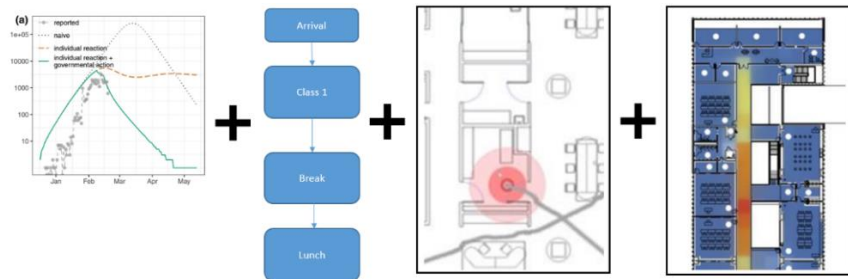 (a)
reported
naive
individual reaction
individual reaction +
governmental action
1e+05
10000
1000
100
10
Jan
Feb
Mar
Apr
May
+
Arrival
Class 1
Break
Lunch
+
+